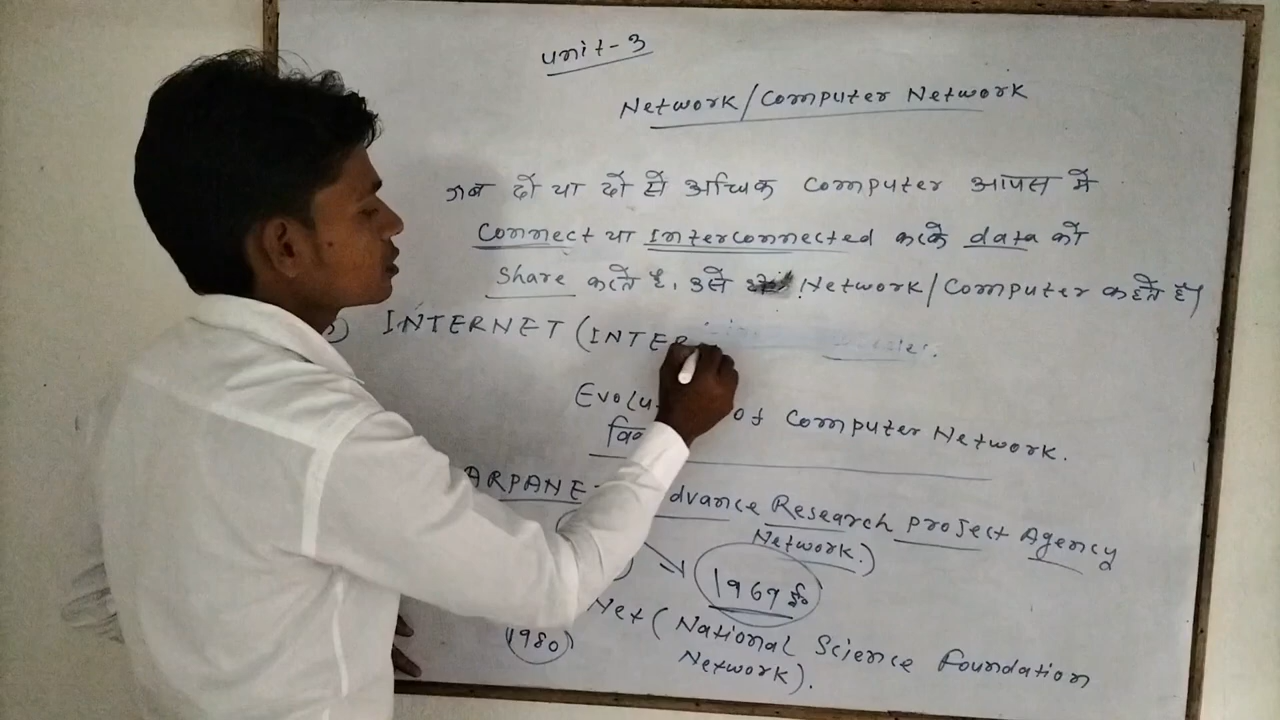 Unit-3
Network/Computer Network
जब दो या दो से अधिक Computer आपस में
Connect या Interconnected करके data को
Share करते है, उसे Network/Computer कहते है।
INTERNET (INTER
Evolu of Computer Network.
वि
ARPANE dvance Research Project Agency
Network.)
1969 ई०
Net (National Science Foundation
(1980)
Network).